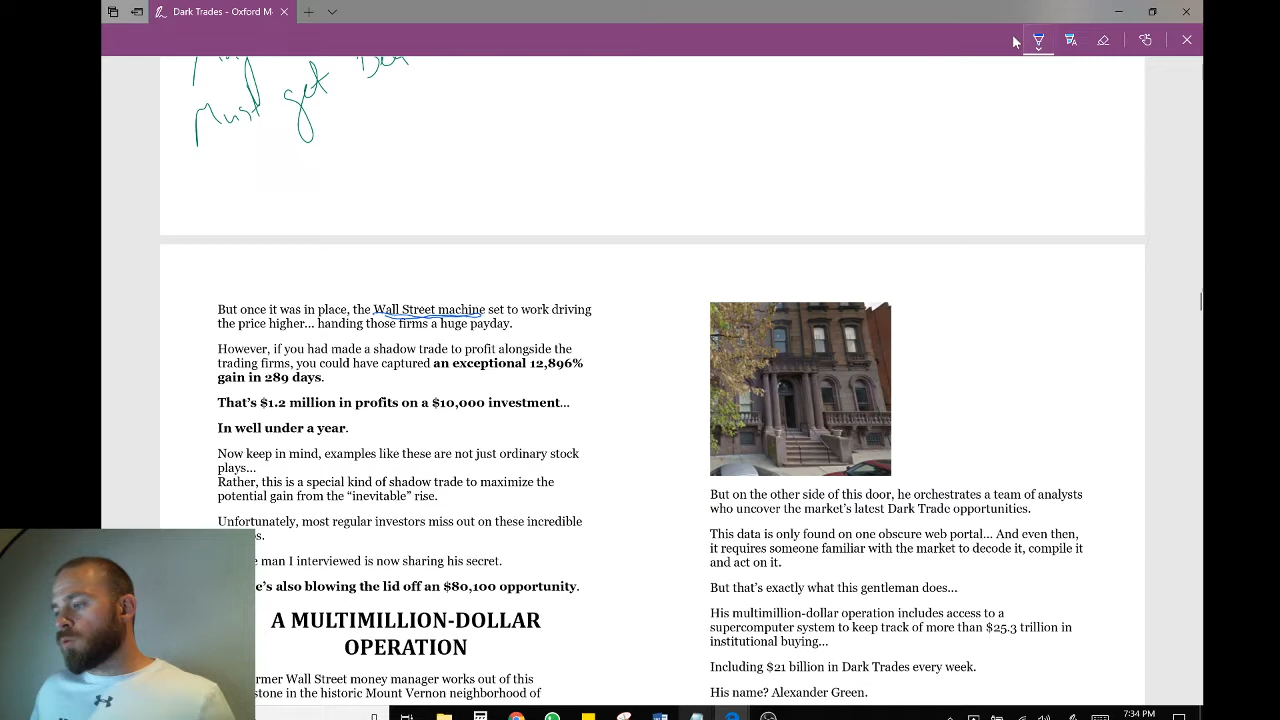 Dark Trades - Oxford M
Must get
But once it was in place, the Wall Street machine set to work driving
the price higher… handing those firms a huge payday.
However, if you had made a shadow trade to profit alongside the
trading firms, you could have captured an exceptional 12,896%
gain in 289 days.
That’s $1.2 million in profits on a $10,000 investment…
In well under a year.
Now keep in mind, examples like these are not just ordinary stock
plays…
Rather, this is a special kind of shadow trade to maximize the
potential gain from the “inevitable” rise.
Unfortunately, most regular investors miss out on these incredible
man I interviewed is now sharing his secret.
also blowing the lid off an $80,100 opportunity.
A MULTIMILLION-DOLLAR
OPERATION
Wall Street money manager works out of this
in the historic Mount Vernon neighborhood of
But on the other side of this door, he orchestrates a team of analysts
who uncover the market’s latest Dark Trade opportunities.
This data is only found on one obscure web portal… And even then,
it requires someone familiar with the market to decode it, compile it
and act on it.
But that’s exactly what this gentleman does…
His multimillion-dollar operation includes access to a
supercomputer system to keep track of more than $25.3 trillion in
institutional buying…
Including $21 billion in Dark Trades every week.
His name? Alexander Green.
7:34 PM